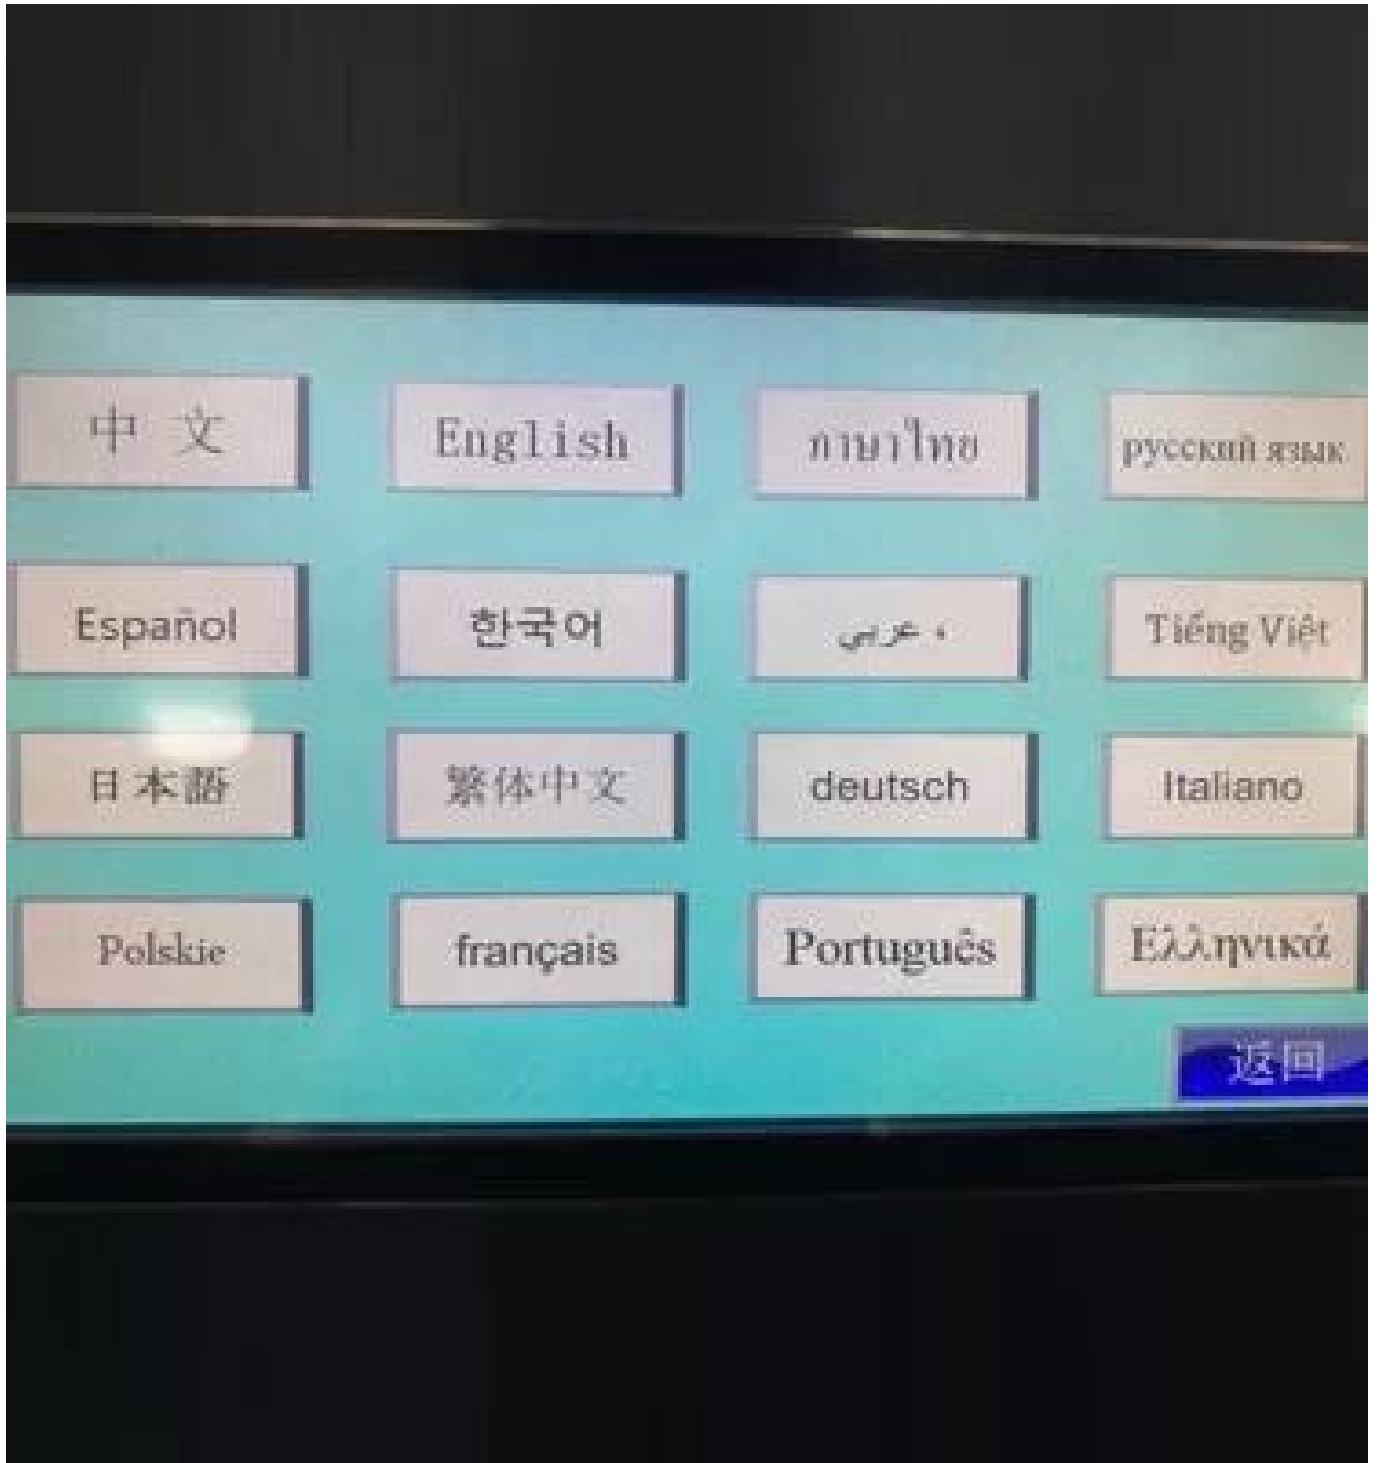 中文
English
ภาษาไทย
русский язык
Español
한국어
عربي ،
Tiếng Việt
日本語
繁体中文
deutsch
Italiano
Polskie
français
Português
Ελληνικά
返回